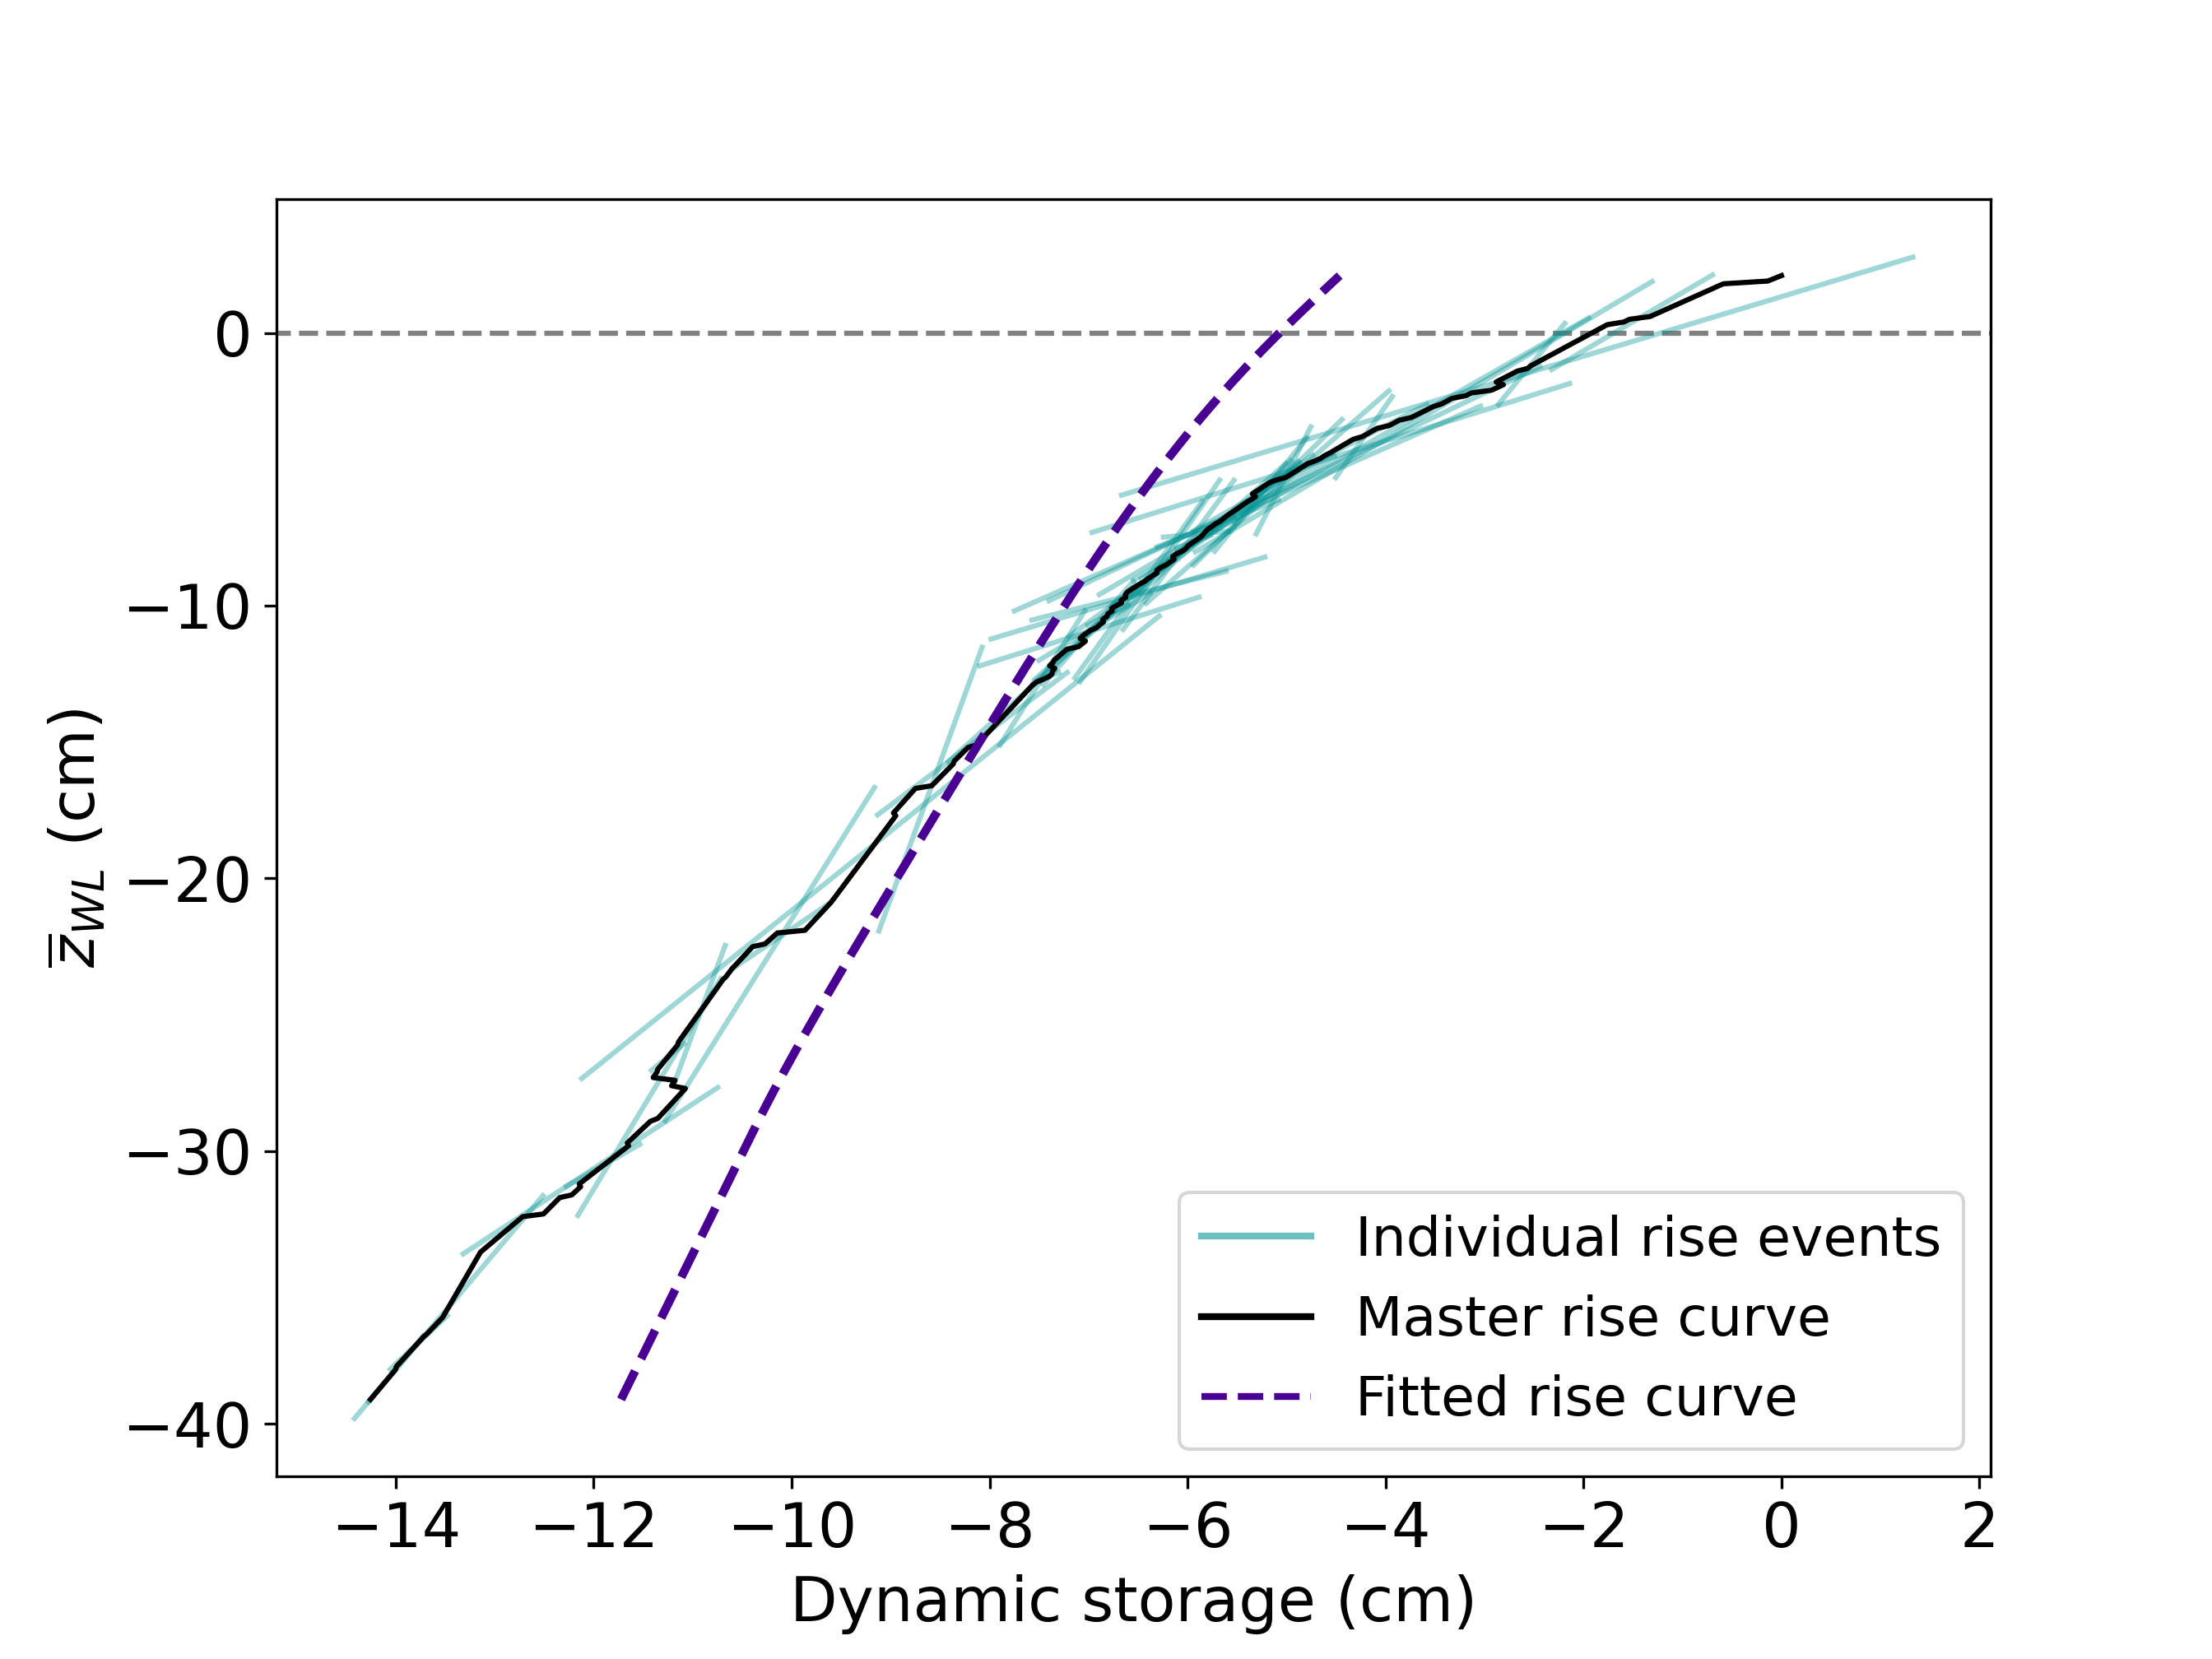 0
−10
−20
−30
−40
z̿WL (cm)
Individual rise events
Master rise curve
Fitted rise curve
−14 −12 −10 −8 −6 −4 −2 0 2
Dynamic storage (cm)